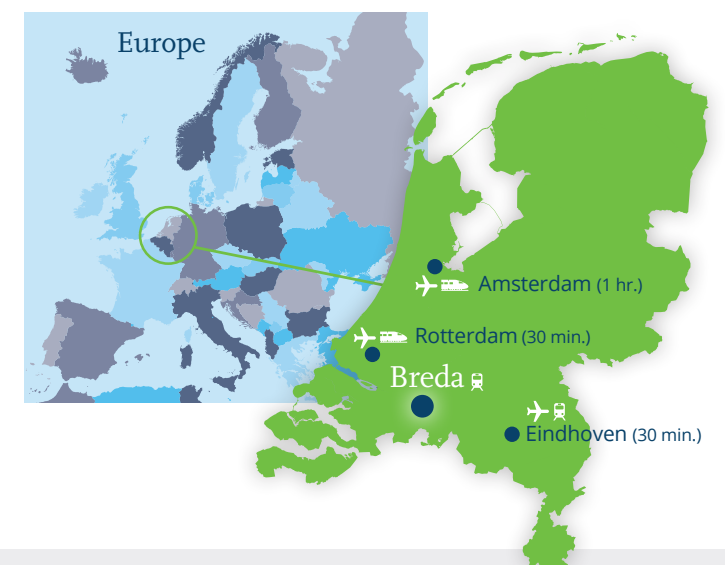 Europe
Amsterdam (1 hr.)
Rotterdam (30 min.)
Breda
Eindhoven (30 min.)